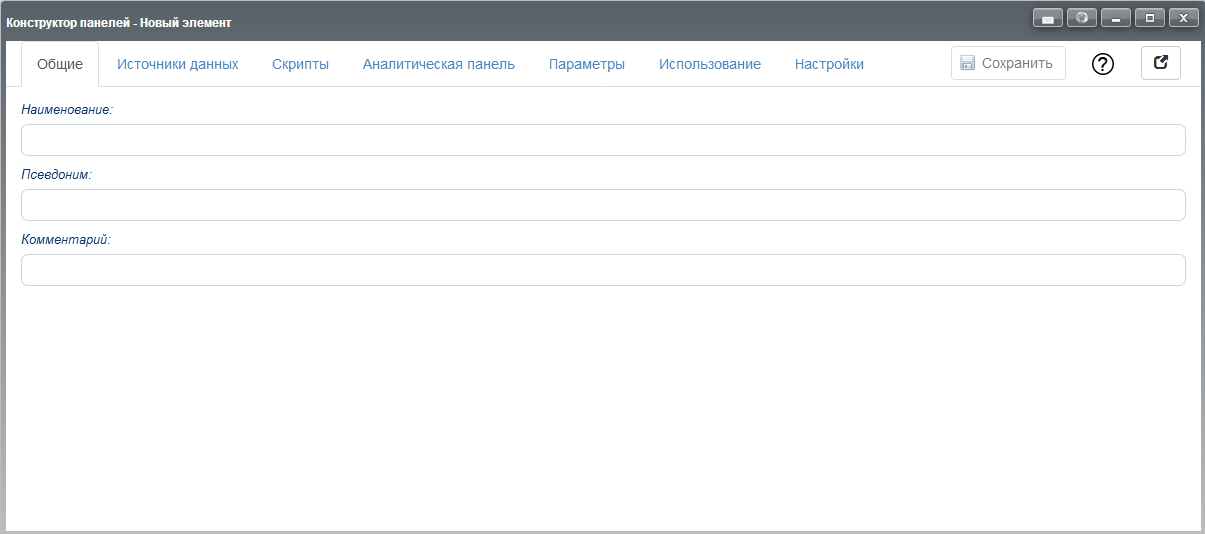 Конструктор панелей - Новый элемент
Общие Источники данных Скрипты Аналитическая панель Параметры Использование Настройки Сохранить
Наименование:
Псевдоним:
Комментарий: